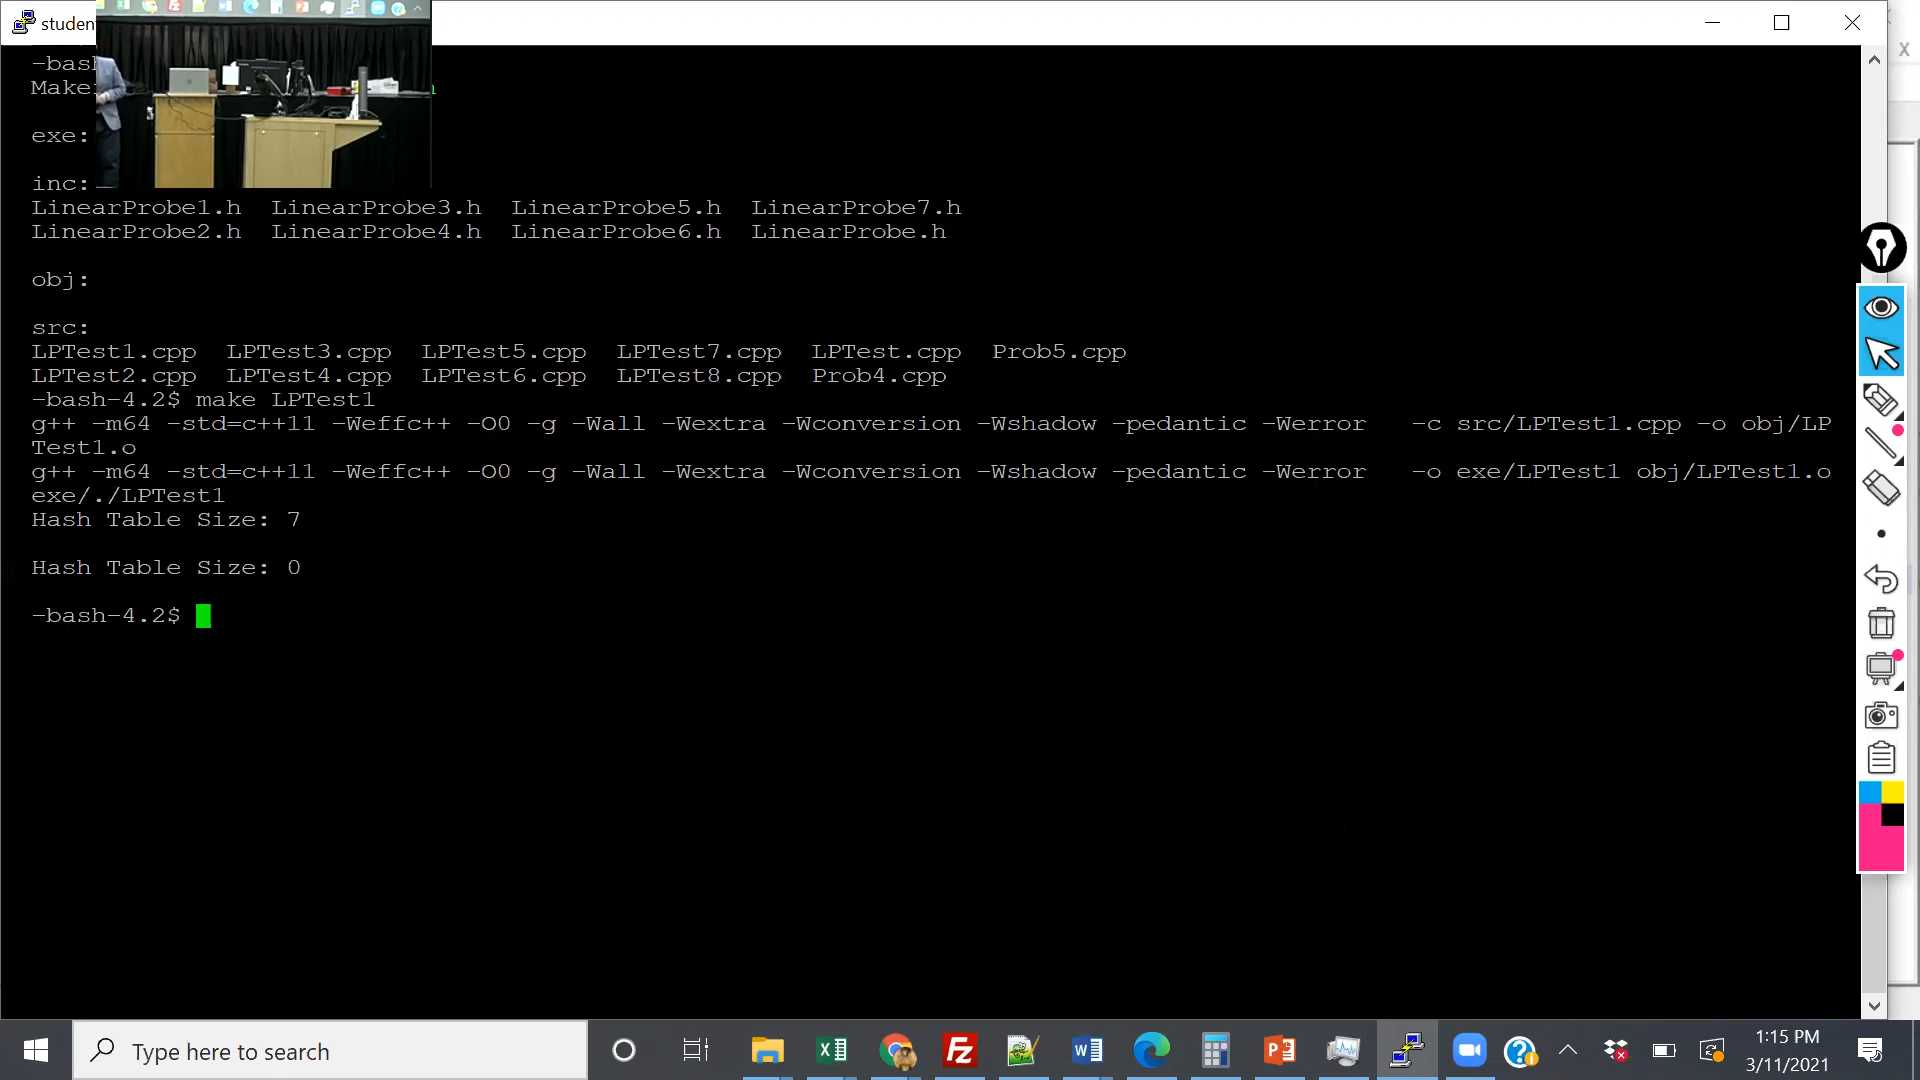 studen
-bas
Make
exe:
inc:
LinearProbe1.h  LinearProbe3.h  LinearProbe5.h  LinearProbe7.h
LinearProbe2.h  LinearProbe4.h  LinearProbe6.h  LinearProbe.h
obj:
src:
LPTest1.cpp  LPTest3.cpp  LPTest5.cpp  LPTest7.cpp  LPTest.cpp  Prob5.cpp
LPTest2.cpp  LPTest4.cpp  LPTest6.cpp  LPTest8.cpp  Prob4.cpp
-bash-4.2$ make LPTest1
g++ -m64 -std=c++11 -Weffc++ -O0 -g -Wall -Wextra -Wconversion -Wshadow -pedantic -Werror   -c src/LPTest1.cpp -o obj/LP
Test1.o
g++ -m64 -std=c++11 -Weffc++ -O0 -g -Wall -Wextra -Wconversion -Wshadow -pedantic -Werror   -o exe/LPTest1 obj/LPTest1.o
exe/./LPTest1
Hash Table Size: 7
Hash Table Size: 0
-bash-4.2$
Type here to search
1:15 PM
3/11/2021